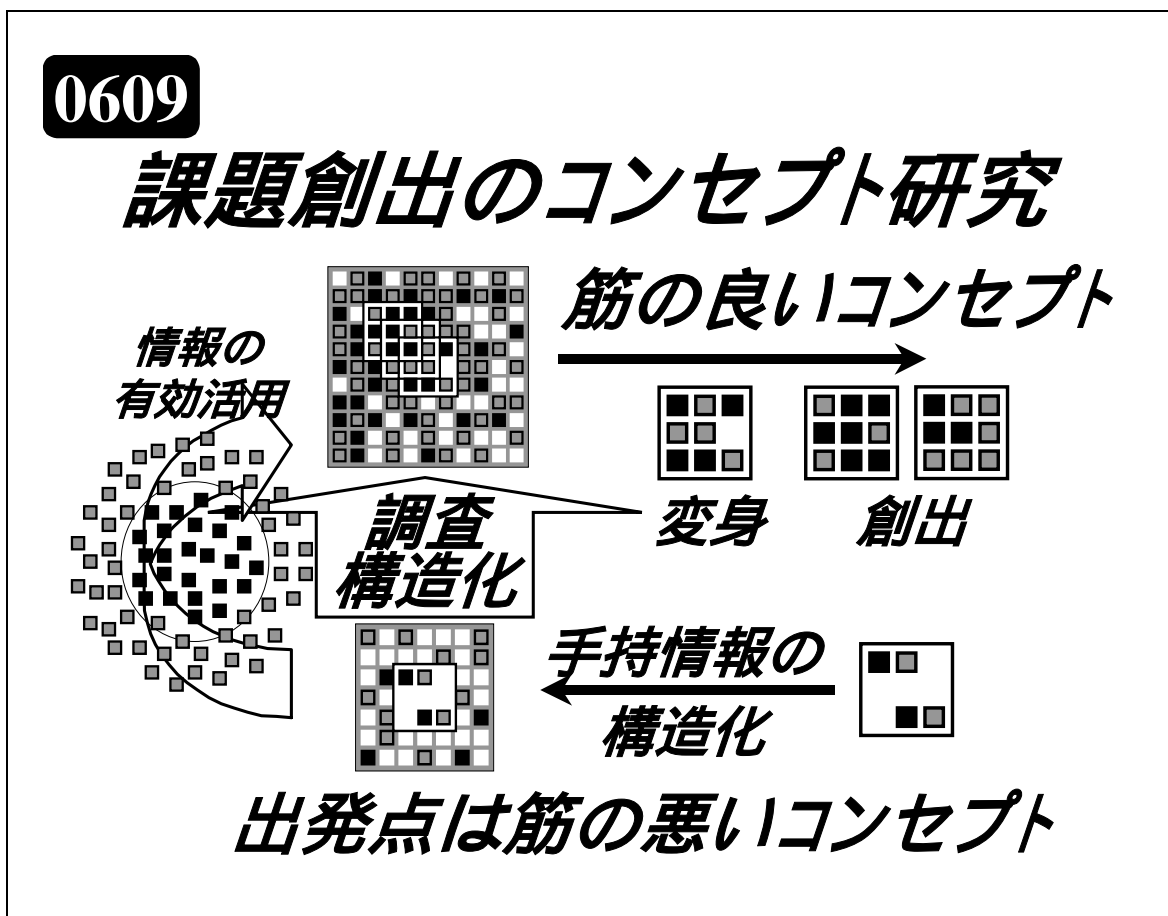 0609
課題創出のコンセプト研究
筋の良いコンセプト
情報の
有効活用
変身
創出
調査
構造化
手持情報の
構造化
出発点は筋の悪いコンセプト